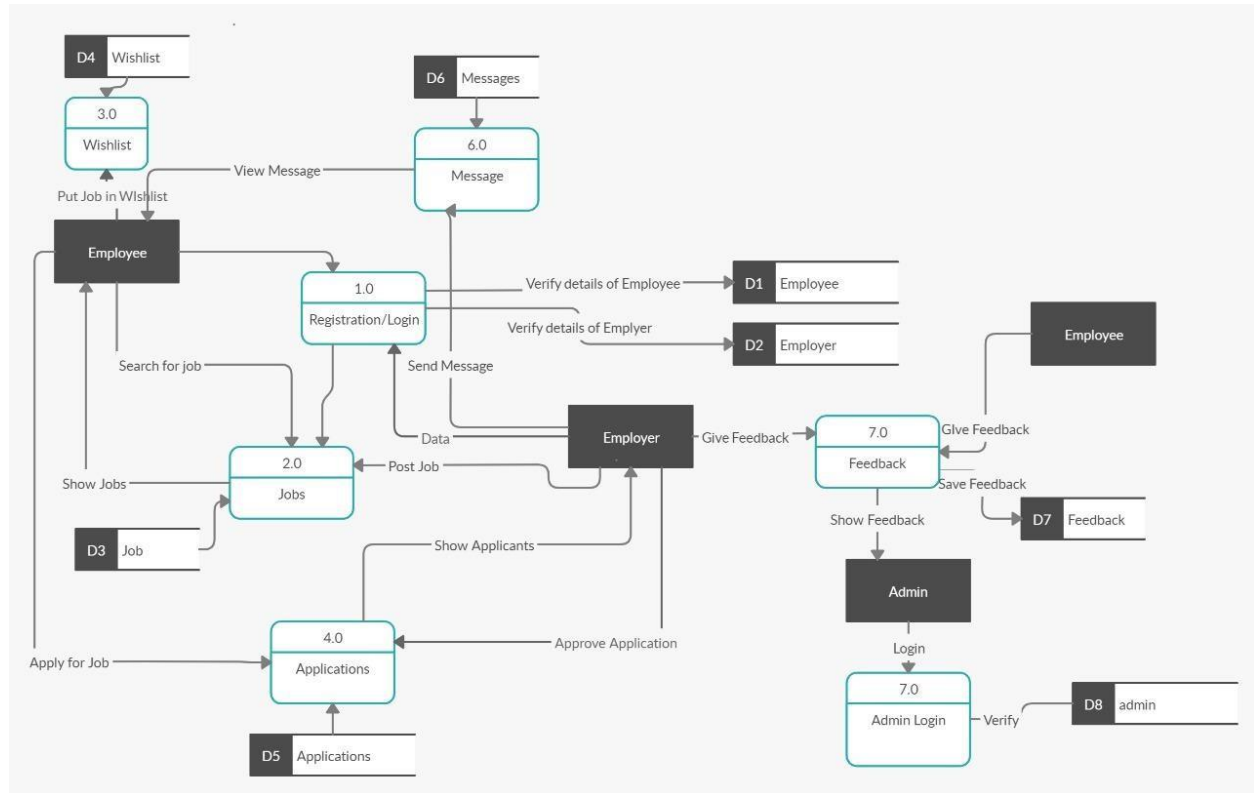 D4 Wishlist
3.0
Wishlist
Put Job in WIshlist
D6 Messages
6.0
Message
View Message
Employee
1.0
Registration/Login
Verify details of Employee
D1 Employee
Verify details of Emplyer
D2 Employer
Employee
Search for job
Send Message
Data
Employer
Give Feedback
7.0
Feedback
GIve Feedback
Save Feedback
D7 Feedback
Post Job
2.0
Jobs
Show Jobs
D3 Job
Show Applicants
Show Feedback
Admin
Login
4.0
Applications
Approve Application
Apply for Job
D5 Applications
7.0
Admin Login
Verify
D8 admin